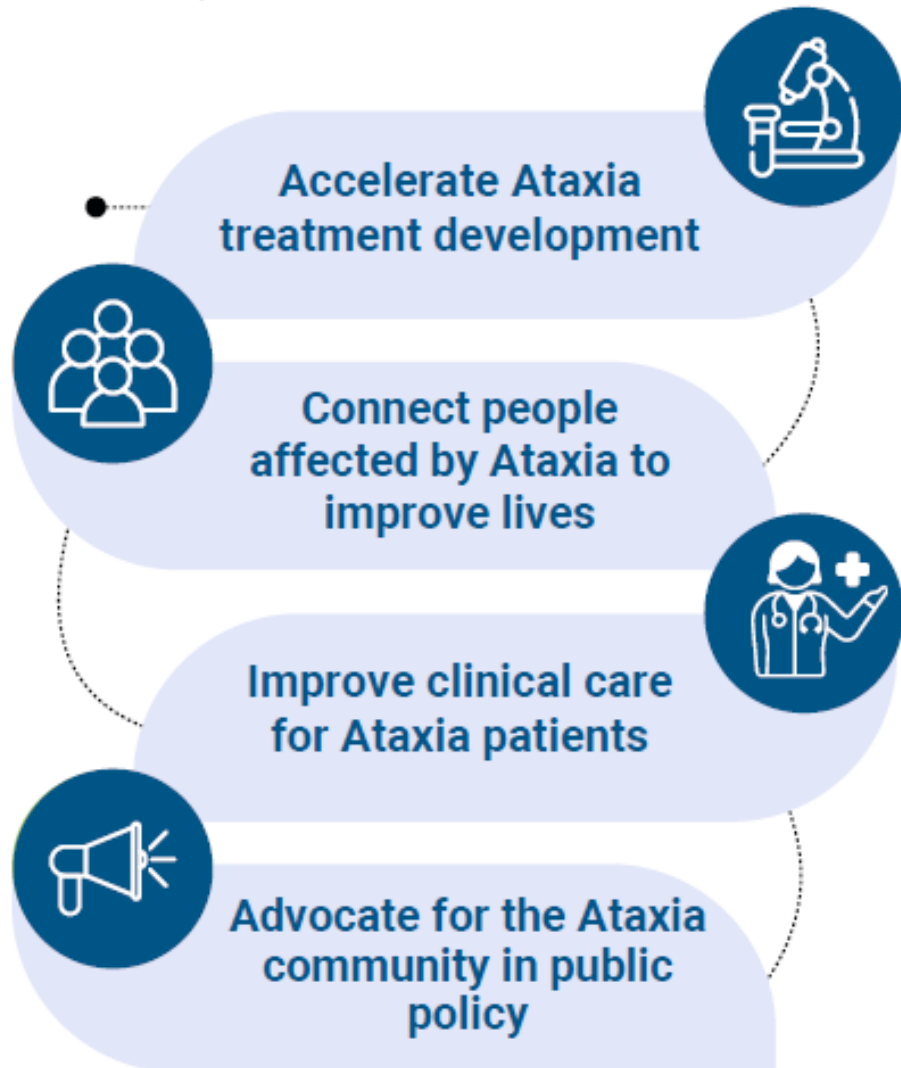 Accelerate Ataxia
treatment development
Connect people
affected by Ataxia to
improve lives
Improve clinical care
for Ataxia patients
Advocate for the Ataxia
community in public
policy